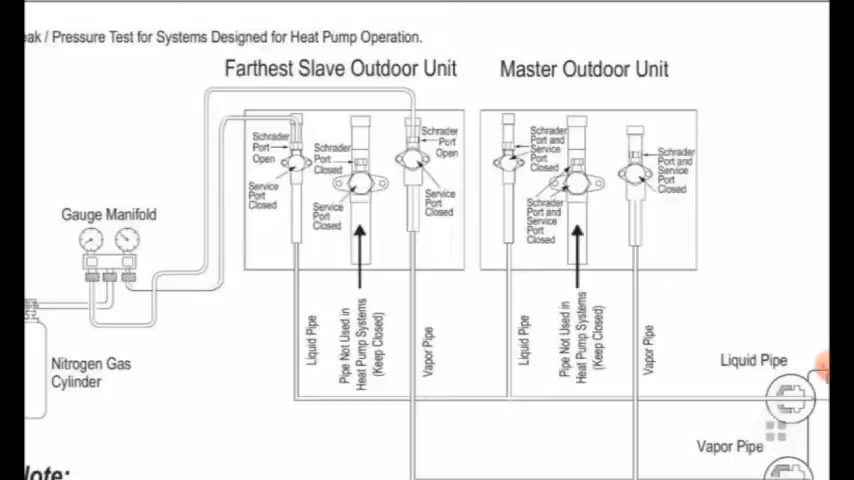 / Pressure Test for Systems Designed for Heat Pump Operation.
Farthest Slave Outdoor Unit
Master Outdoor Unit
Schrader
Port
Open
Schrader
Port
Closed
Schrader
Port
Open
Service
Port
Closed
Service
Port
Closed
Service
Port
Closed
Schrader
Port and
Service
Port
Closed
Schrader
Port and
Service
Port
Closed
Schrader
Port and
Service
Port
Closed
Gauge Manifold
Nitrogen Gas
Cylinder
Liquid Pipe
Pipe Not Used in
Heat Pump Systems
(Keep Closed)
Vapor Pipe
Liquid Pipe
Pipe Not Used in
Heat Pump Systems
(Keep Closed)
Vapor Pipe
Liquid Pipe
Vapor Pipe